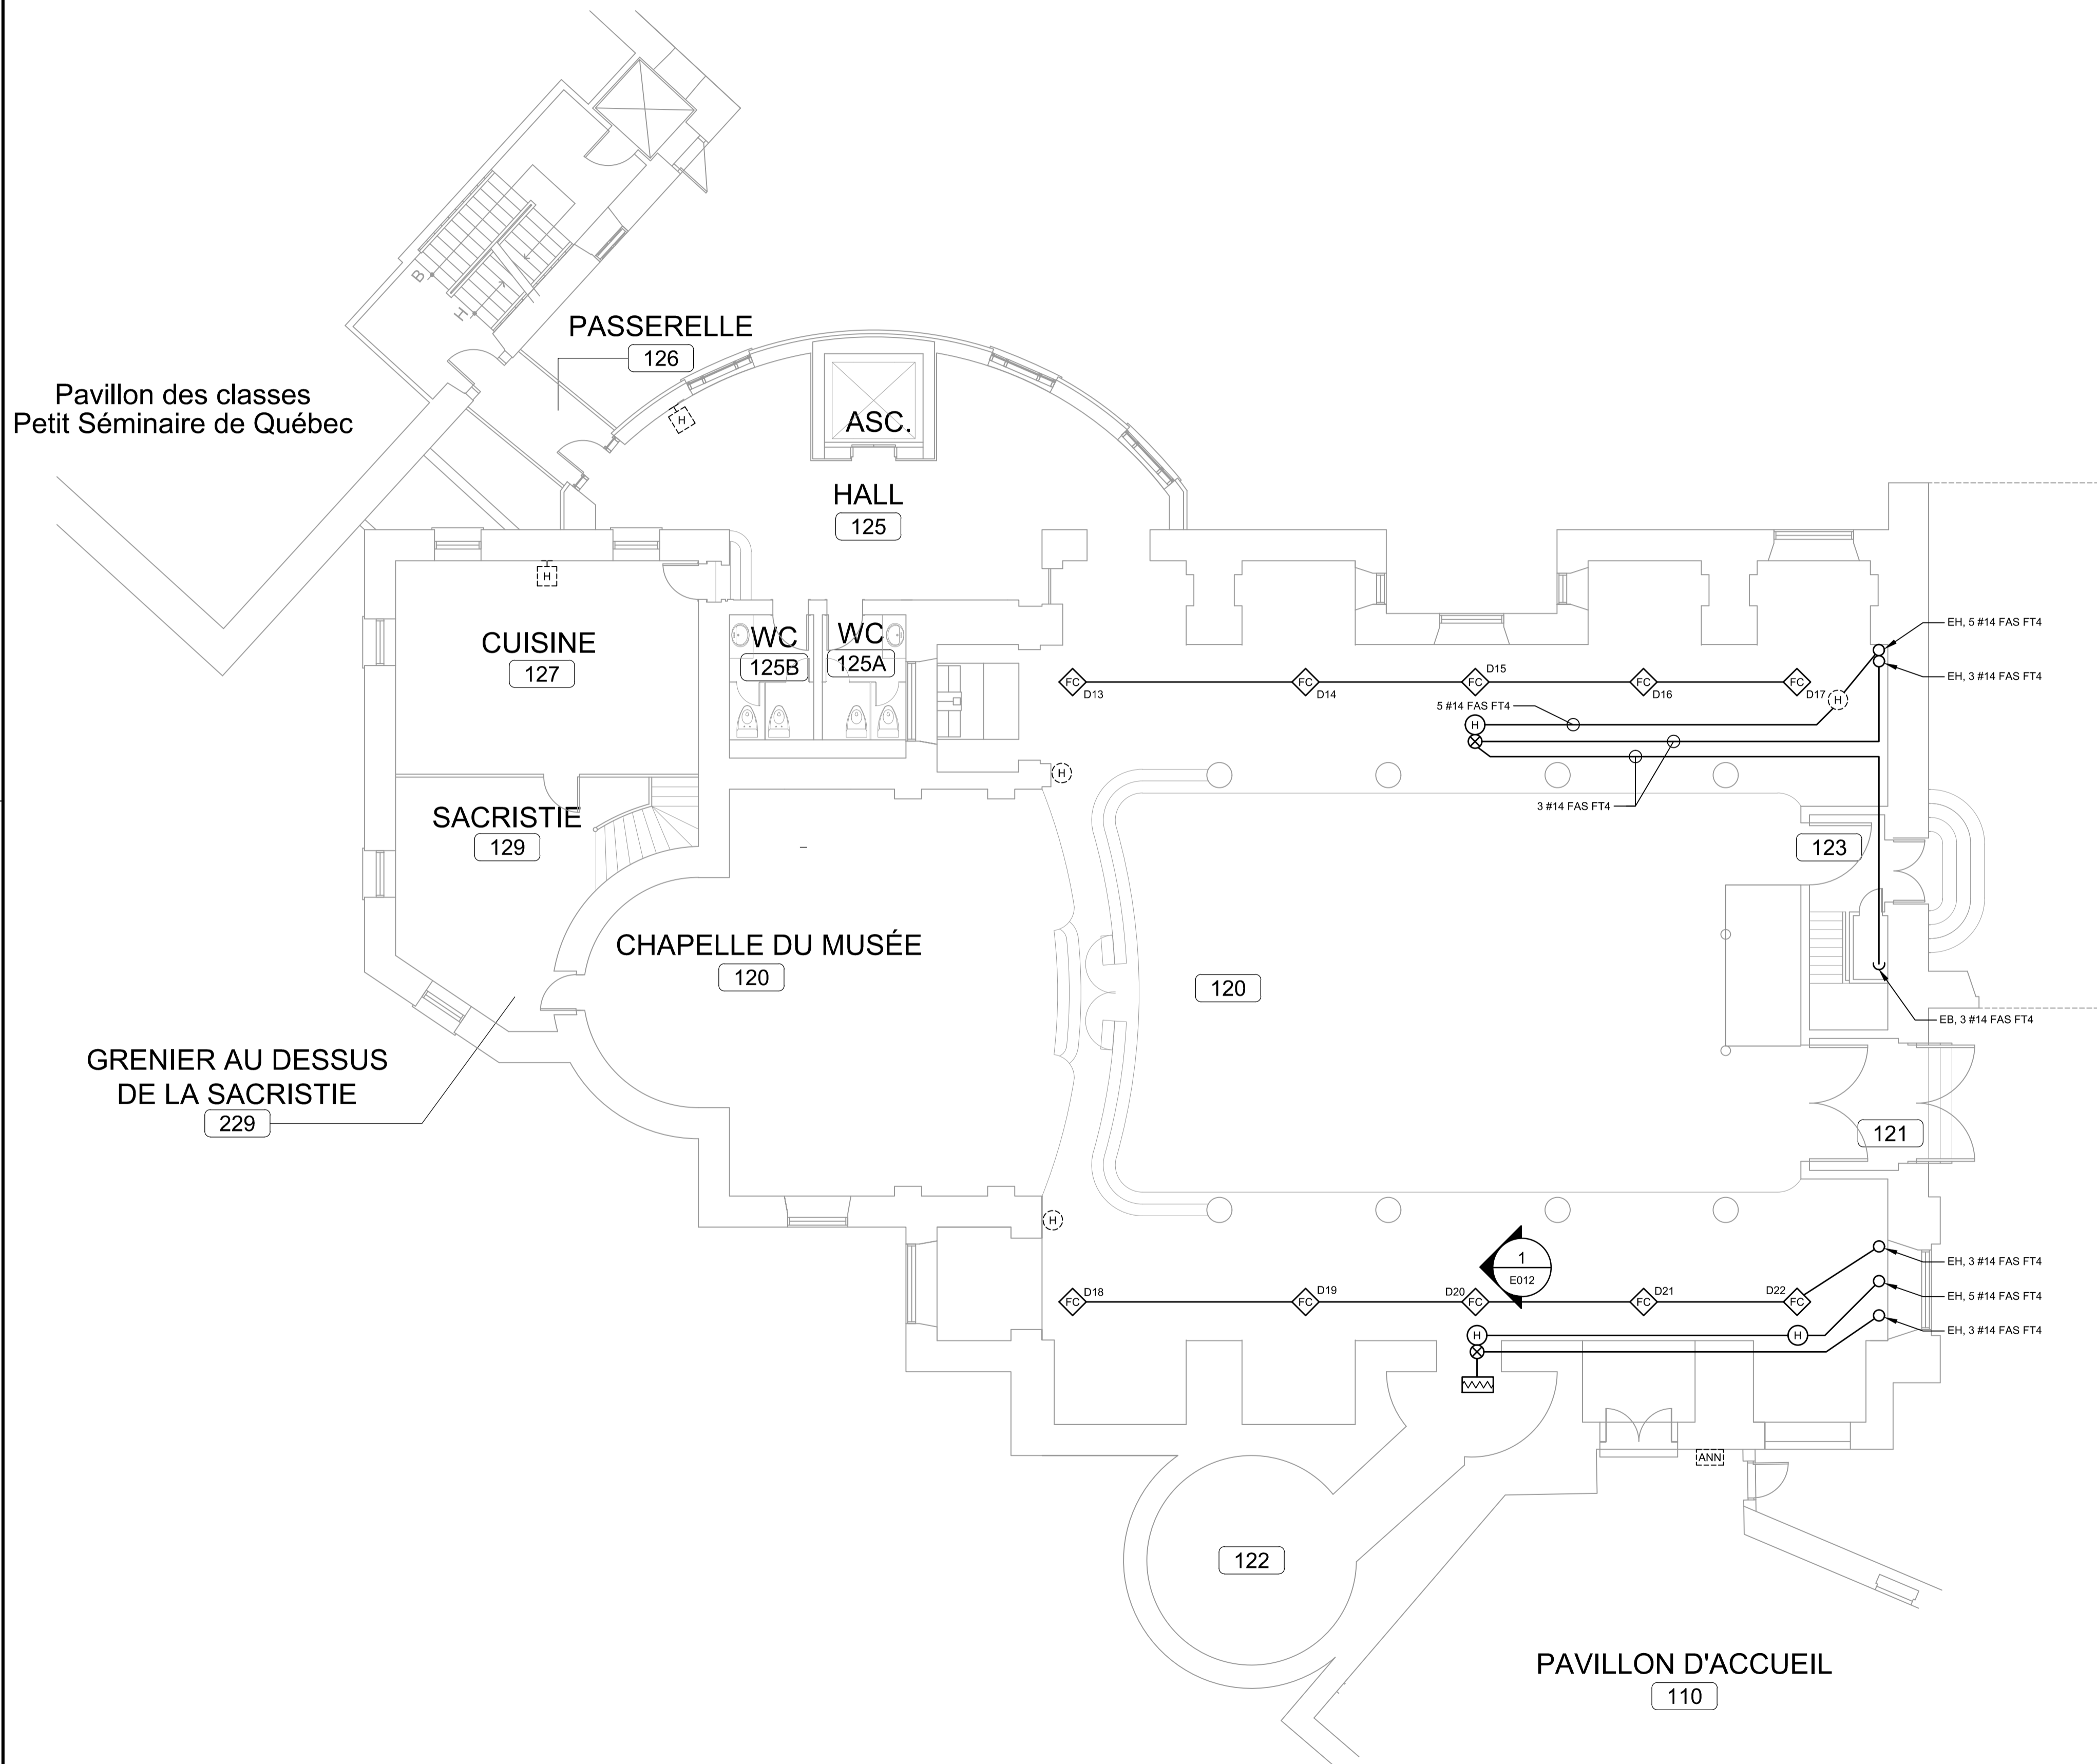 B
H
PASSERELLE
126
Pavillon des classes
Petit Séminaire de Québec
H
ASC.
HALL
125
H
CUISINE
127
WC
125B
WC
125A
EH, 5 #14 FAS FT4
EH, 3 #14 FAS FT4
FC
D13
FC
D14
D15
FC
FC
D16
FC
D17
H
5 #14 FAS FT4
H
H
3 #14 FAS FT4
SACRISTIE
129
123
CHAPELLE DU MUSÉE
120
120
EB, 3 #14 FAS FT4
GRENIER AU DESSUS
DE LA SACRISTIE
229
121
H
1
E012
EH, 3 #14 FAS FT4
EH, 5 #14 FAS FT4
EH, 3 #14 FAS FT4
FC
D18
FC
D19
D20
FC
FC
D21
D22
FC
H
H
ANN
122
PAVILLON D'ACCUEIL
110